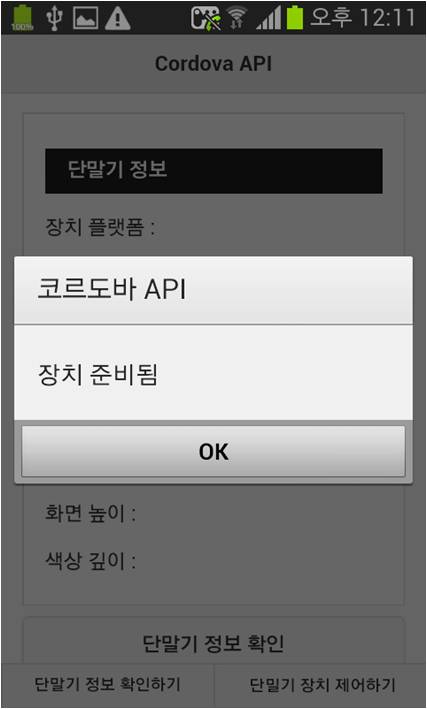 100%
오후 12:11
Cordova API
단말기 정보
장치 플랫폼 :
코르도바 API
장치 준비됨
OK
화면 높이 :
색상 깊이 :
단말기 정보 확인
단말기 정보 확인하기
단밀기 장치 제어하기